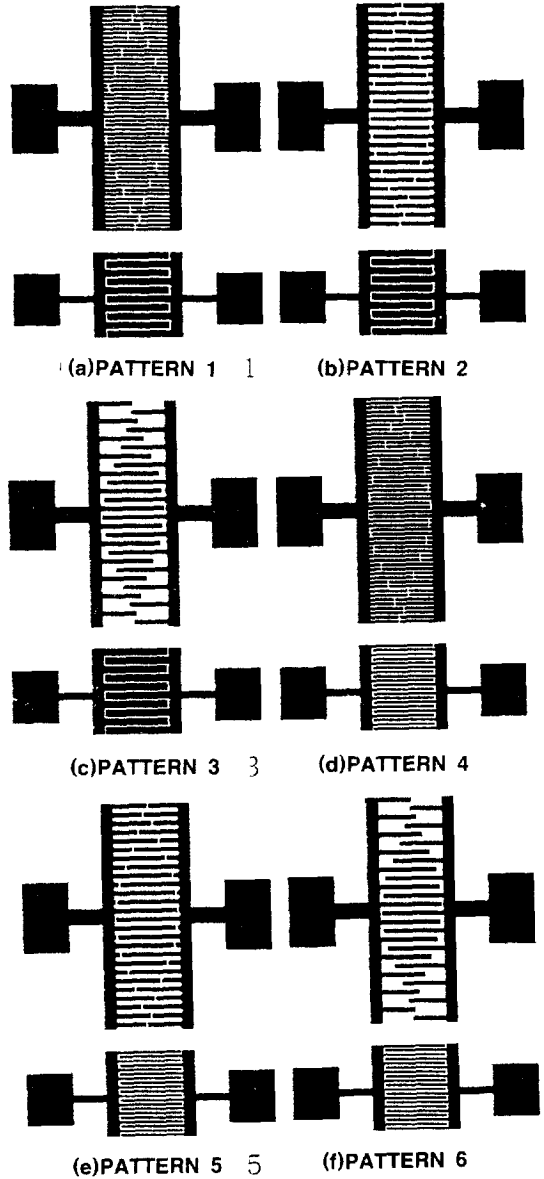 (a)PATTERN 1 1 (b)PATTERN 2
(c)PATTERN 3 3 (d)PATTERN 4
(e)PATTERN 5 5 (f)PATTERN 6